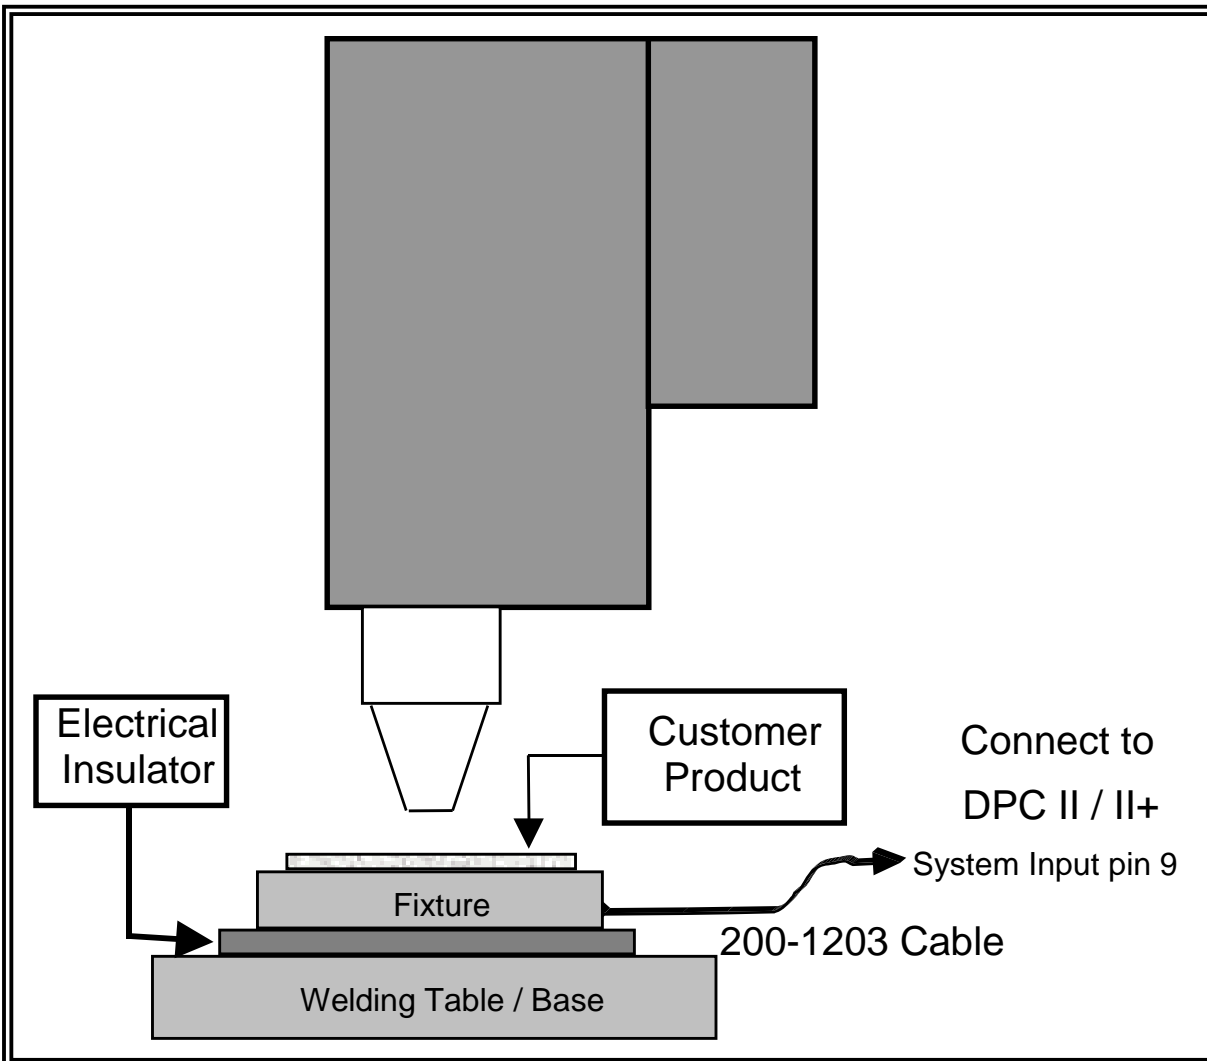 Electrical
Insulator
Customer
Product
Connect to
DPC II / II+
System Input pin 9
Fixture
200-1203 Cable
Welding Table / Base